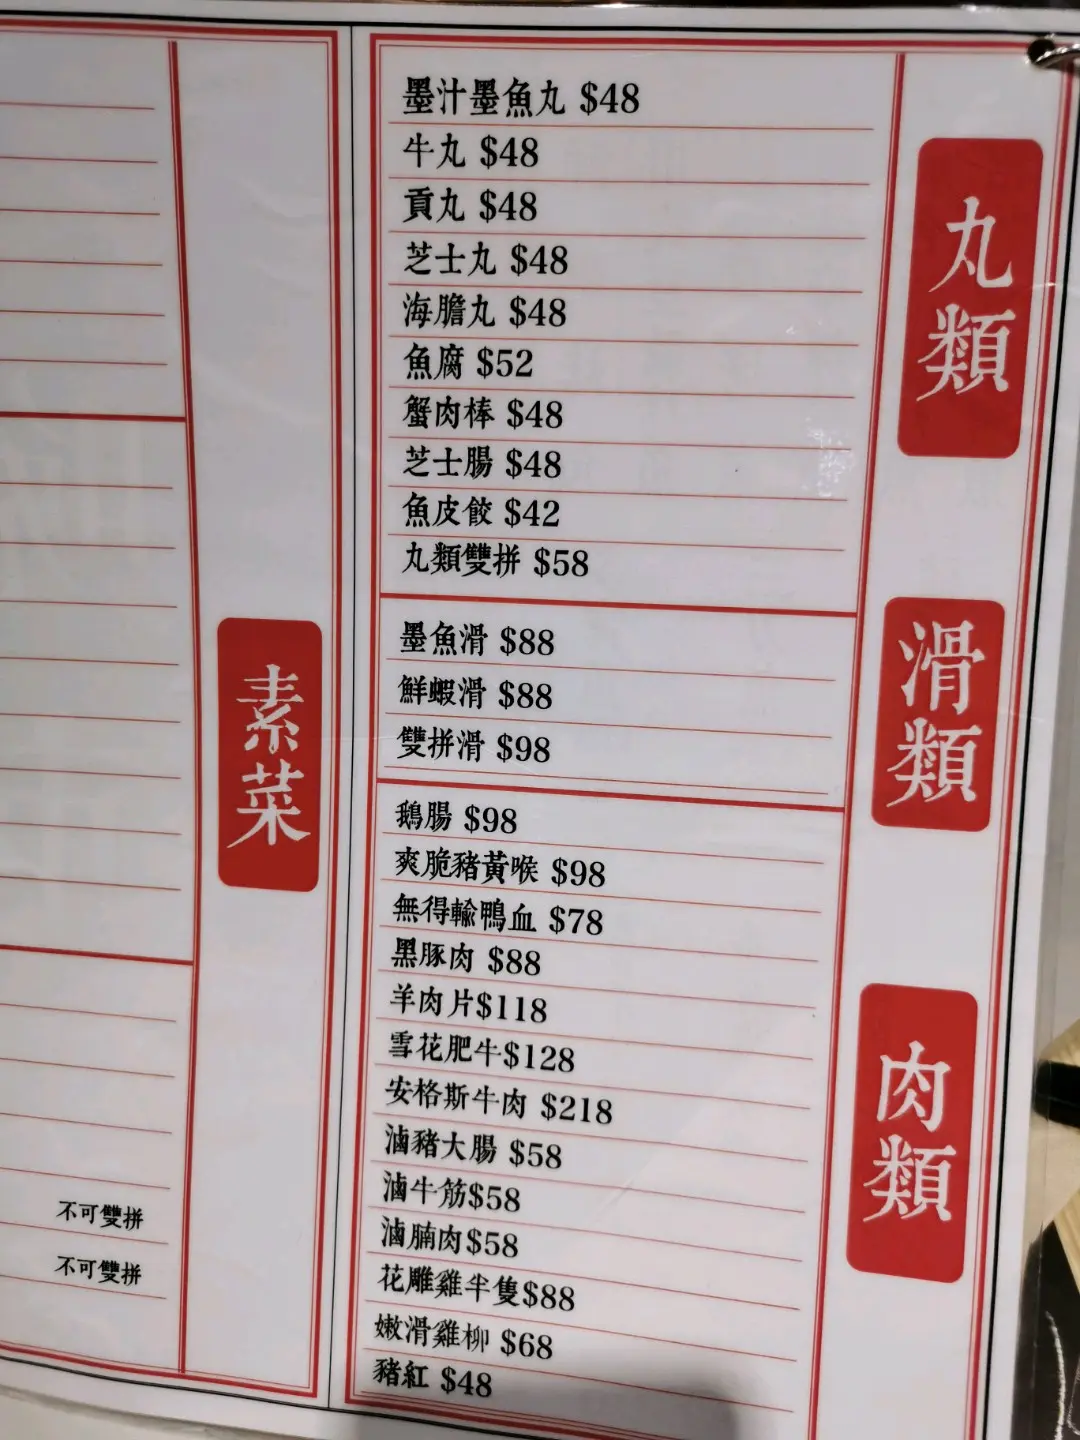 丸類
墨汁墨魚丸 $48
牛丸 $48
貢丸 $48
芝士丸 $48
海膽丸 $48
魚腐 $52
蟹肉棒 $48
芝士腸 $48
魚皮餃 $42
丸類雙拼 $58
滑類
墨魚滑 $88
鮮蝦滑 $88
雙拼滑 $98
肉類
鵝腸 $98
爽脆豬黃喉 $98
無得輸鴨血 $78
黑豚肉 $88
羊肉片$118
雪花肥牛$128
安格斯牛肉 $218
滷豬大腸 $58
滷牛筋$58
滷腩肉$58
花雕雞半隻$88
嫩滑雞柳 $68
豬紅 $48
素菜
不可雙拼
不可雙拼